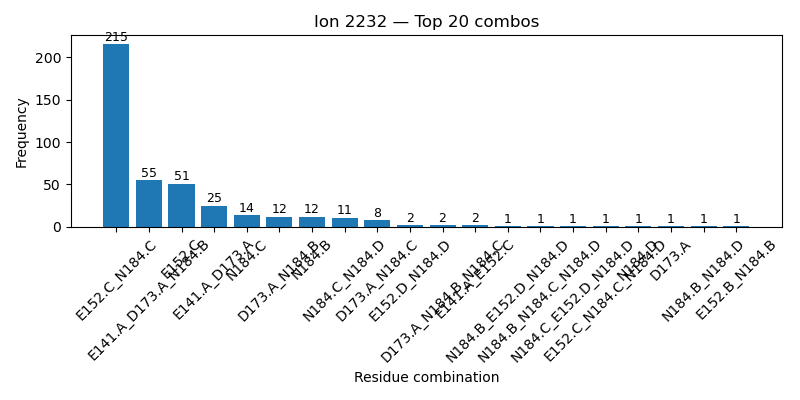 Ion 2232 — Top 20 combos
Frequency
200
150
100
50
0
215
55
51
25
14
12
12
11
8
2
2
2
1
1
1
1
1
1
1
1
E152.C_N184.C
E141.A_D173.A_N184.B
E152.C
E141.A_D173.A
N184.C
D173.A_N184.B
N184.B
N184.C_N184.D
D173.A_N184.C
E152.D_N184.D
D173.A_N184.B_N184.C
E141.A_E152.C
N184.B_E152.D_N184.D
N184.B_N184.C_N184.D
N184.C_E152.D_N184.D
E152.C_N184.C_N184.D
N184.D
D173.A
N184.B_N184.D
E152.B_N184.B
Residue combination